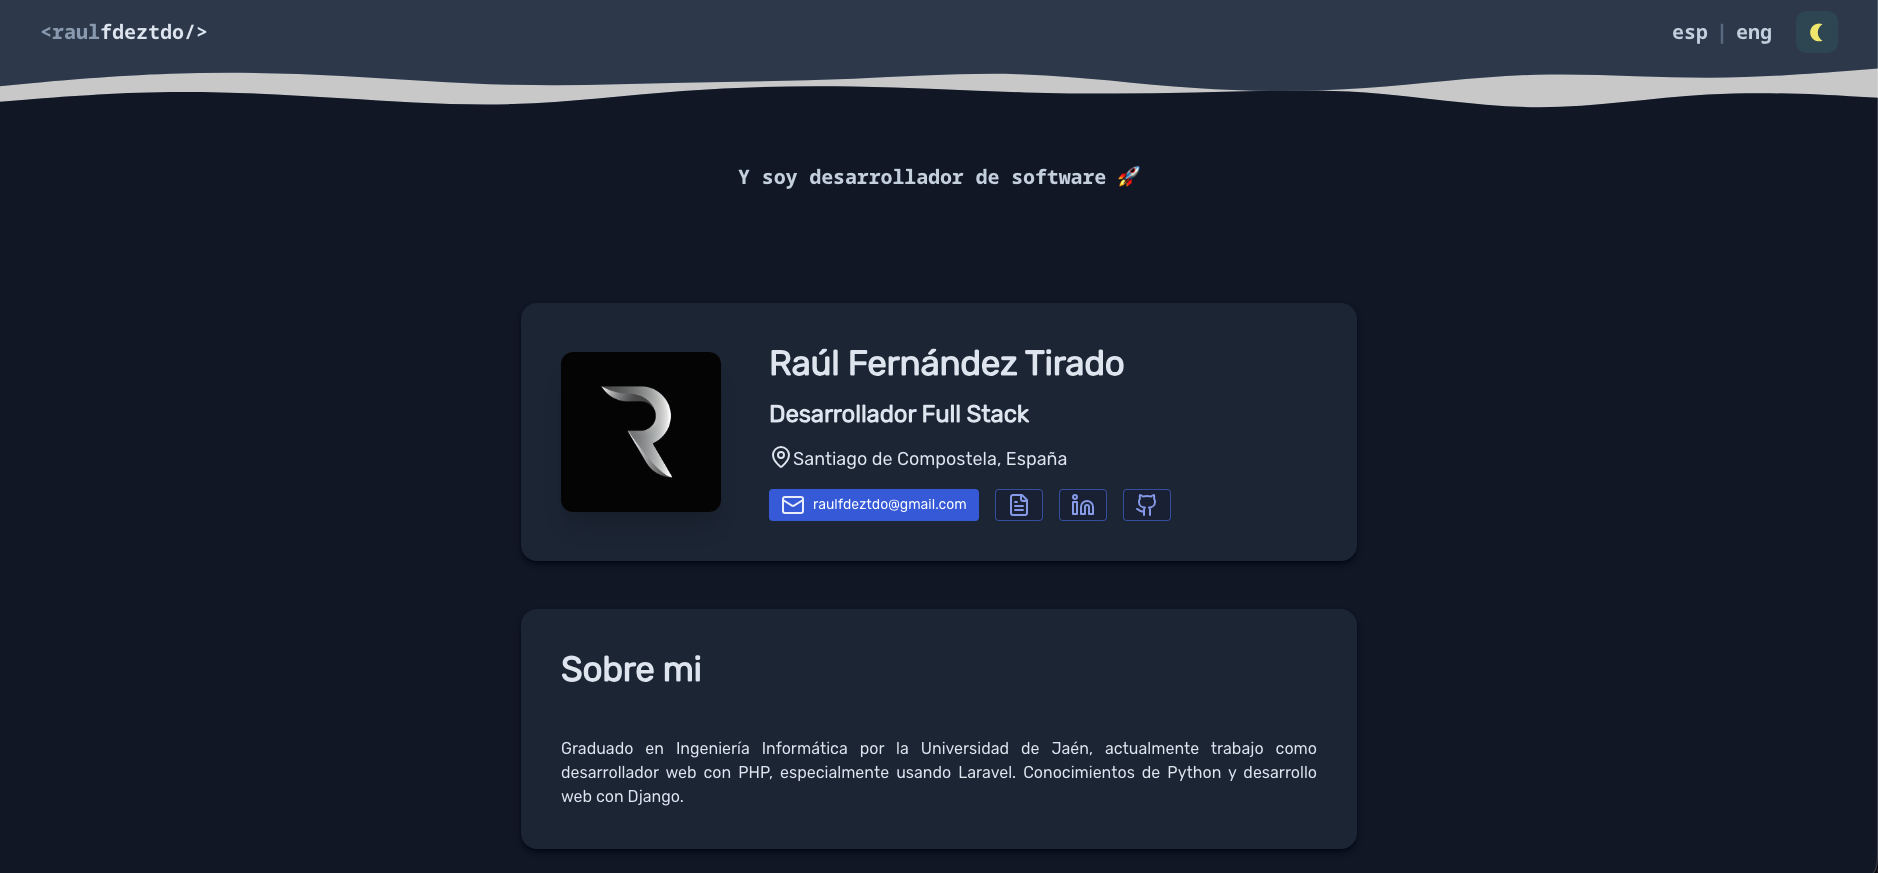 <raulfdeztdo/>
esp | eng
Y soy desarrollador de software 🚀
Raúl Fernández Tirado
Desarrollador Full Stack
Santiago de Compostela, España
raulfdeztdo@gmail.com
Sobre mi
Graduado en Ingeniería Informática por la Universidad de Jaén, actualmente trabajo como
desarrollador web con PHP, especialmente usando Laravel. Conocimientos de Python y desarrollo
web con Django.